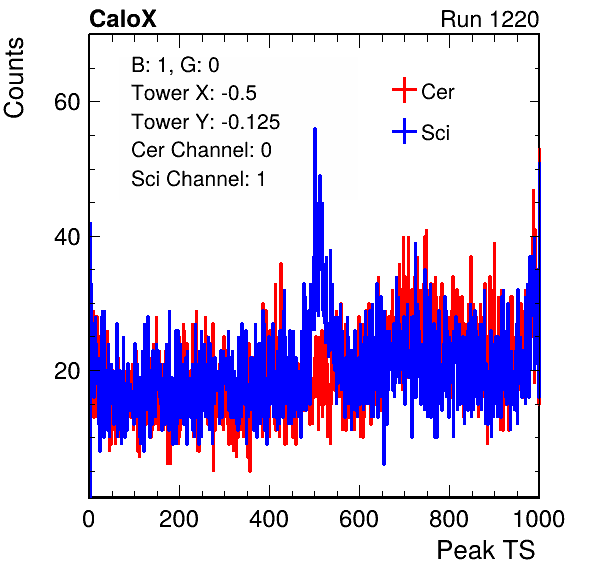 CaloX Run 1220
Counts
B: 1, G: 0
Tower X: -0.5
Tower Y: -0.125
Cer Channel: 0
Sci Channel: 1
Cer
Sci
60
40
20
0 200 400 600 800 1000
Peak TS